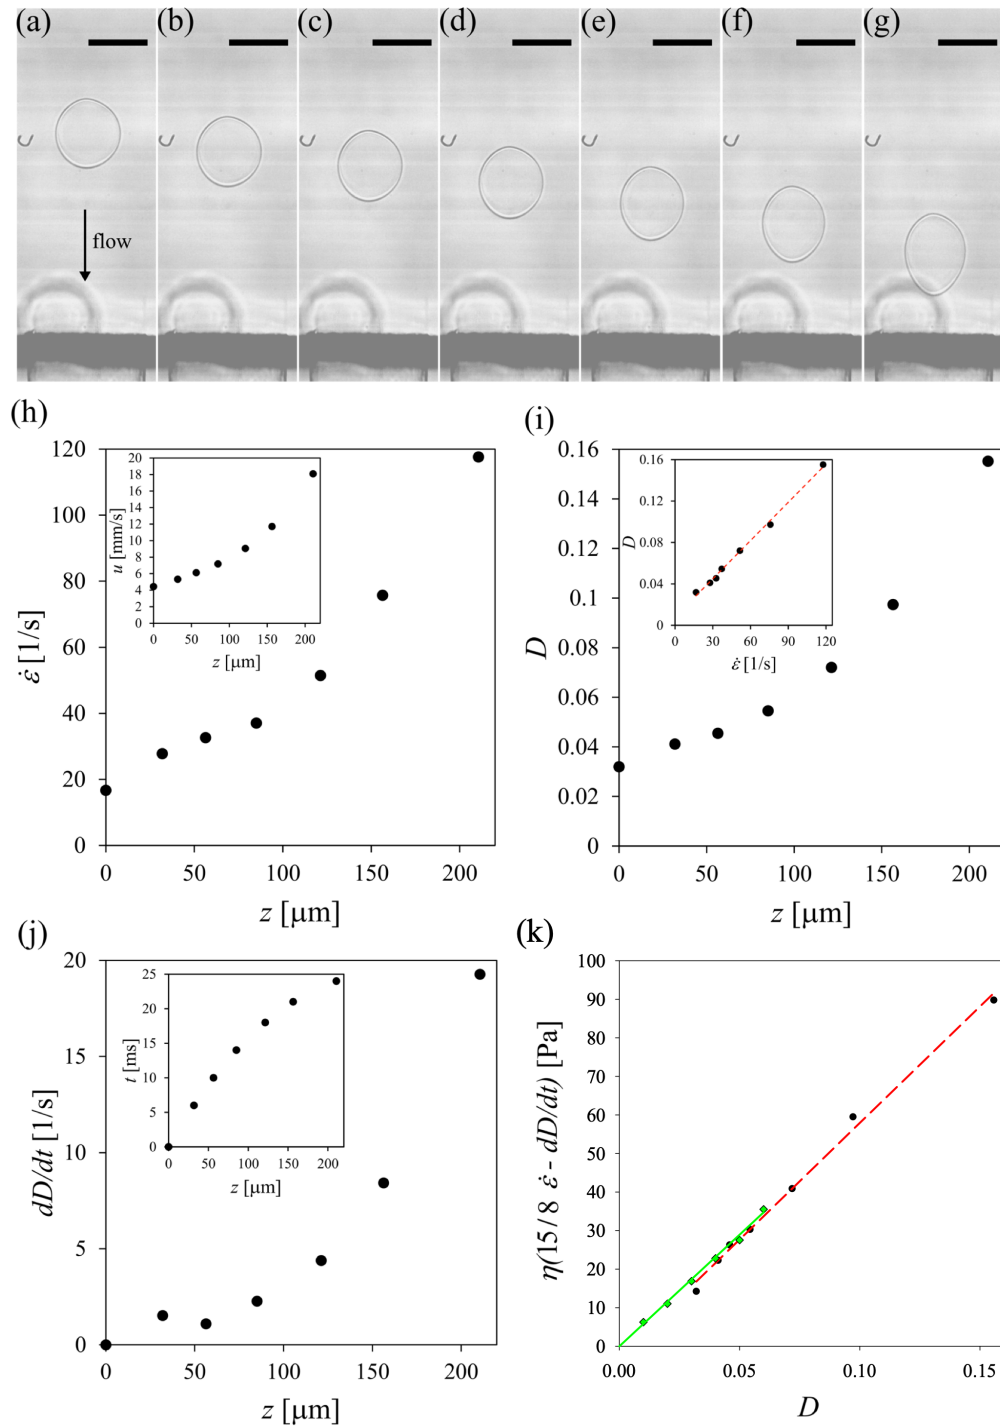 (a) (b) (c) (d) (e) (f) (g)
flow
(h)
120
100
80
60
40
20
0
ε̇ [1/s]
0 50 100 150 200
z [μm]
20
18
16
14
12
10
8
6
4
2
0
u [mm/s]
0 50 100 150 200
z [μm]
(i)
0.16
0.14
0.12
0.1
0.08
0.06
0.04
0.02
0
D
0 50 100 150 200
z [μm]
0.16
0.12
0.08
0.04
0
D
0 30 60 90 120
ε̇ [1/s]
(j)
20
15
10
5
0
dD/dt [1/s]
0 50 100 150 200
z [μm]
25
20
15
10
5
0
t [ms]
0 50 100 150 200
z [μm]
(k)
100
90
80
70
60
50
40
30
20
10
0
η(15/8 ε̇ - dD/dt) [Pa]
0.00 0.05 0.10 0.15
D